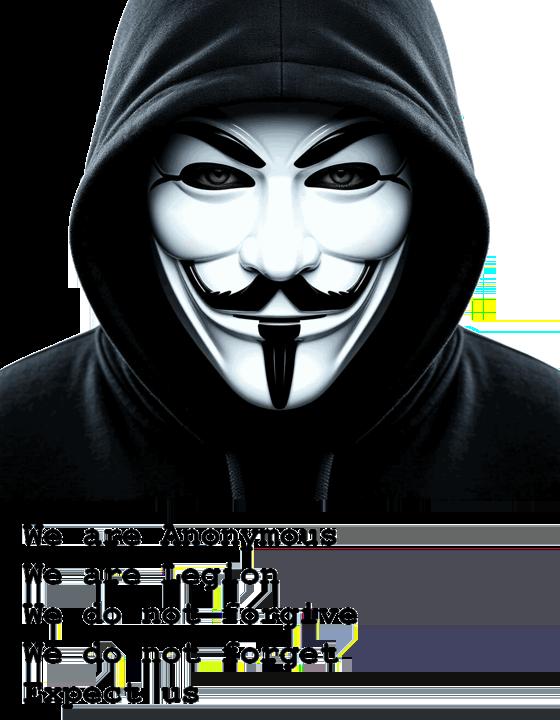 We are Anonymous
We are Legion
We do not forgive
We do not forget
Expect us